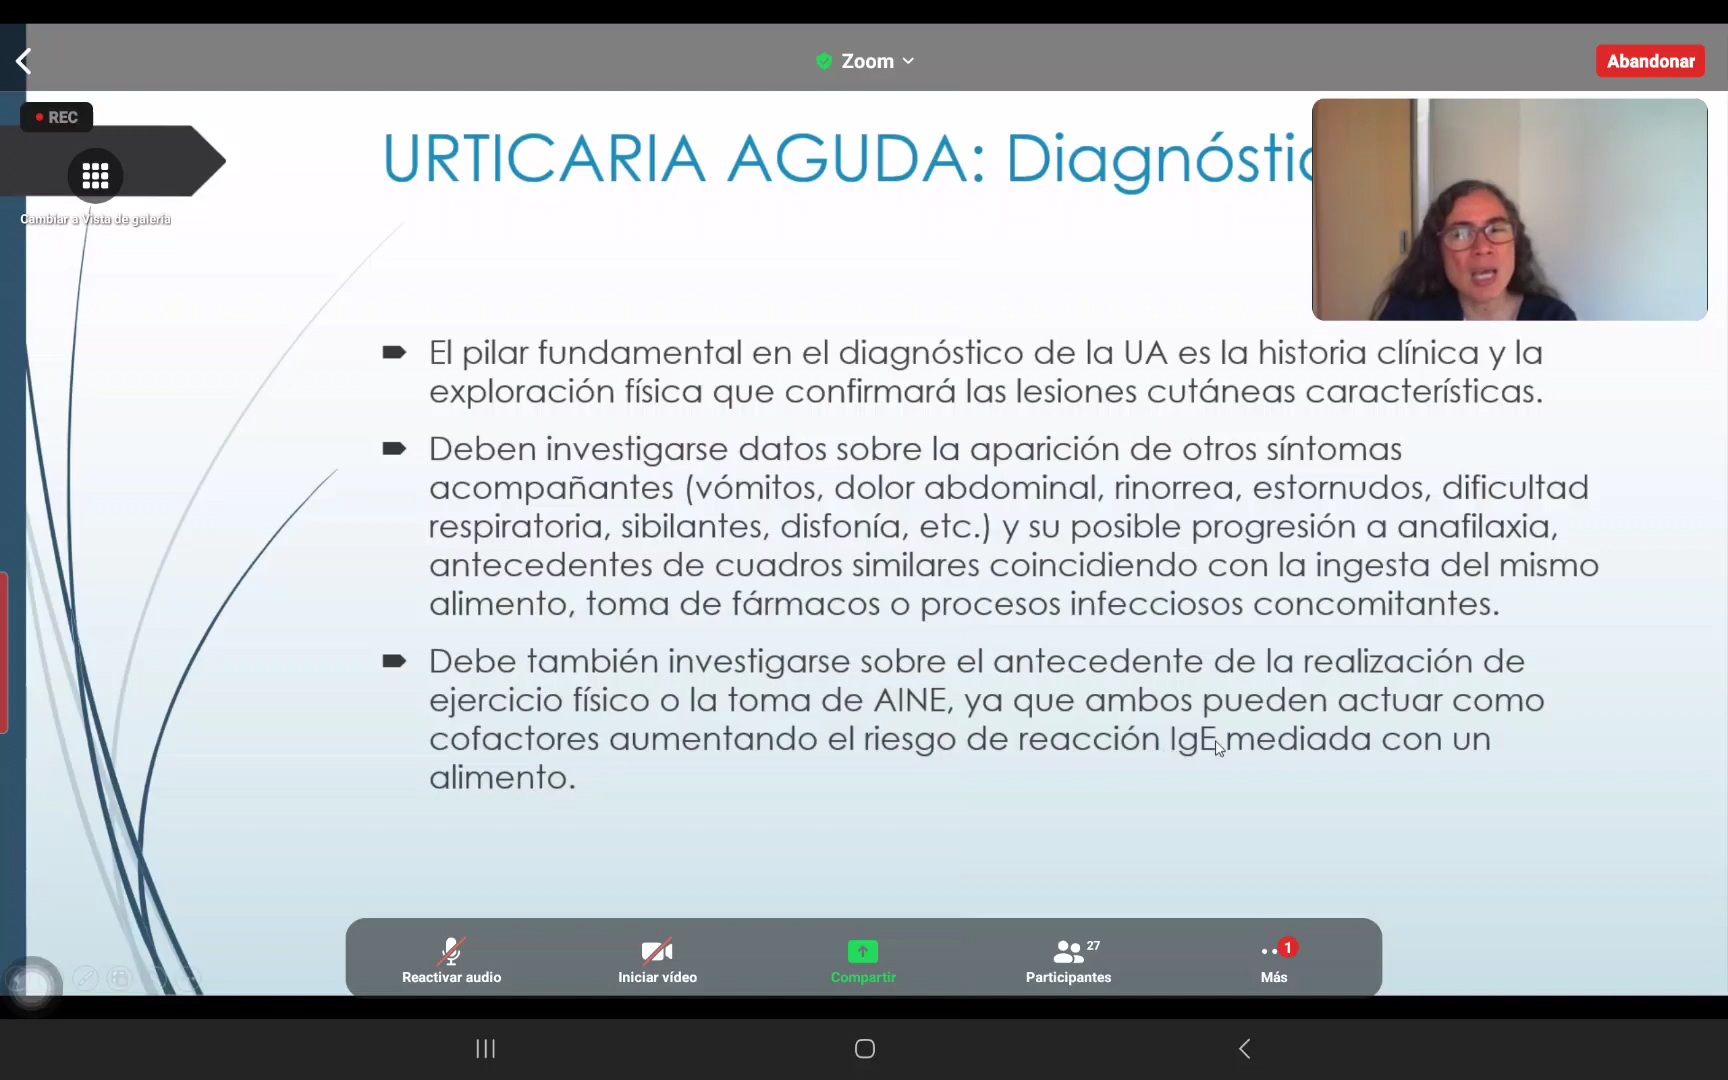 Zoom
Abandonar
REC
URTICARIA AGUDA:
Cambiar a Vista de galería
El pilar fundamental en el diagnóstico de la UA es la historia clínica y la
exploración física que confirmará las lesiones cutáneas características.
Deben investigarse datos sobre la aparición de otros síntomas
acompañantes (vómitos, dolor abdominal, rinorrea, estornudos, dificultad
respiratoria, sibilantes, disfonía, etc.) y su posible progresión a anafilaxia,
antecedentes de cuadros similares coincidiendo con la ingesta del mismo
alimento, toma de fármacos o procesos infecciosos concomitantes.
Debe también investigarse sobre el antecedente de la realización de
ejercicio físico o la toma de AINE, ya que ambos pueden actuar como
cofactores aumentando el riesgo de reacción IgE mediada con un
alimento.
27
1
Reactivar audio
Iniciar vídeo
Compartir
Participantes
Más